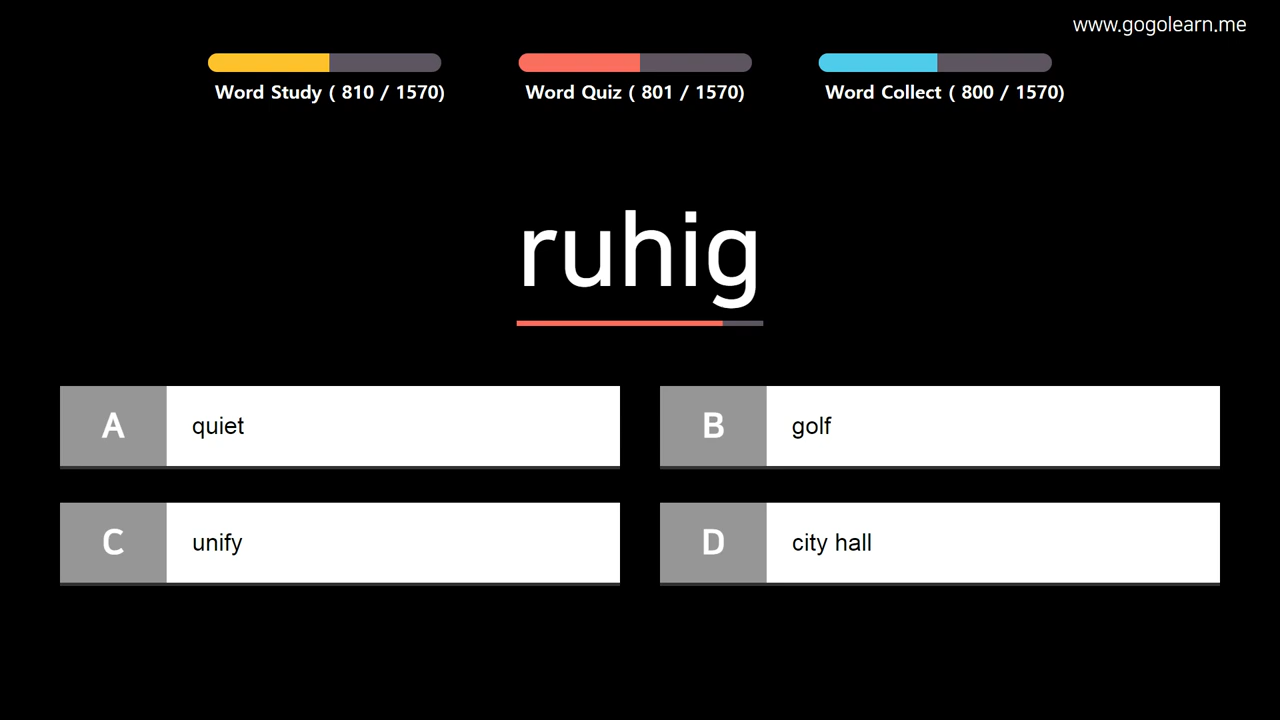 www.gogolearn.me
Word Study ( 810 / 1570)
Word Quiz ( 801 / 1570)
Word Collect ( 800 / 1570)
ruhig
A quiet
B golf
C unify
D city hall